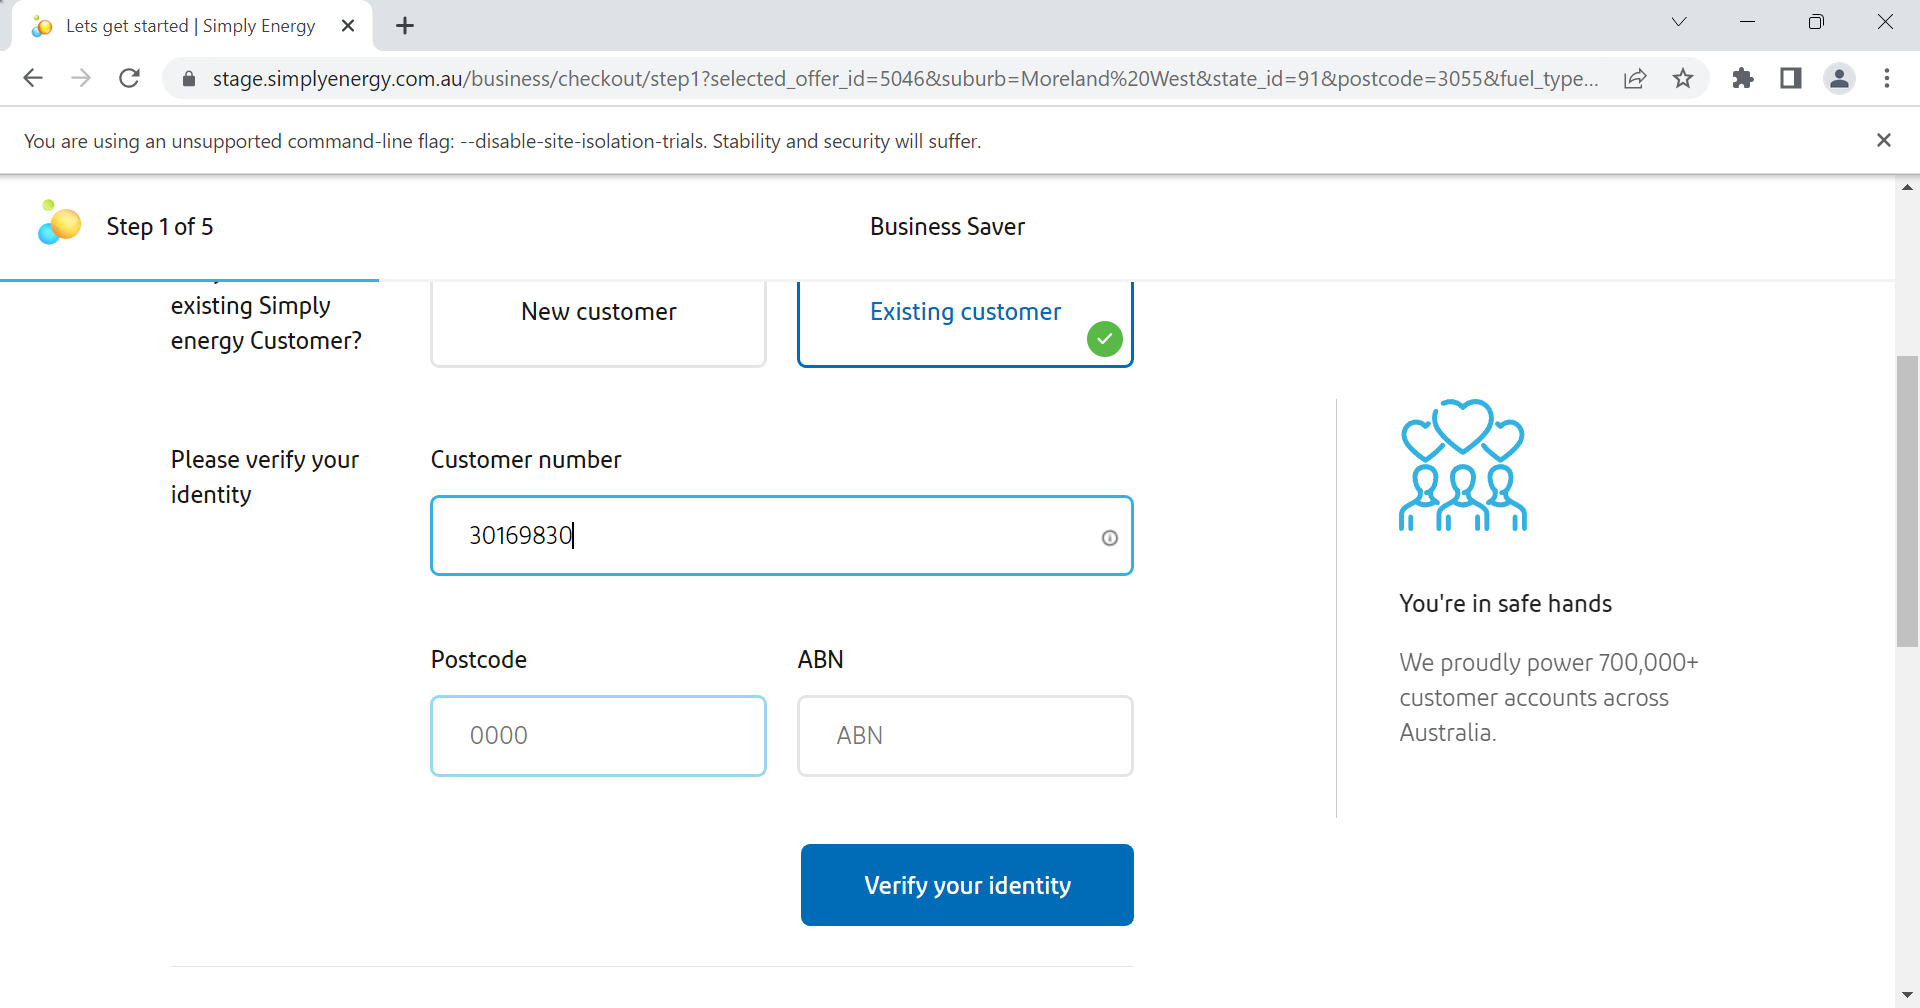 Lets get started | Simply Energy
stage.simplyenergy.com.au/business/checkout/step1?selected_offer_id=5046&suburb=Moreland%20West&state_id=91&postcode=3055&fuel_type...
You are using an unsupported command-line flag: --disable-site-isolation-trials. Stability and security will suffer.
Step 1 of 5
Business Saver
existing Simply
energy Customer?
New customer
Existing customer
Please verify your
identity
Customer number
30169830
Postcode
ABN
0000
ABN
Verify your identity
You're in safe hands
We proudly power 700,000+
customer accounts across
Australia.